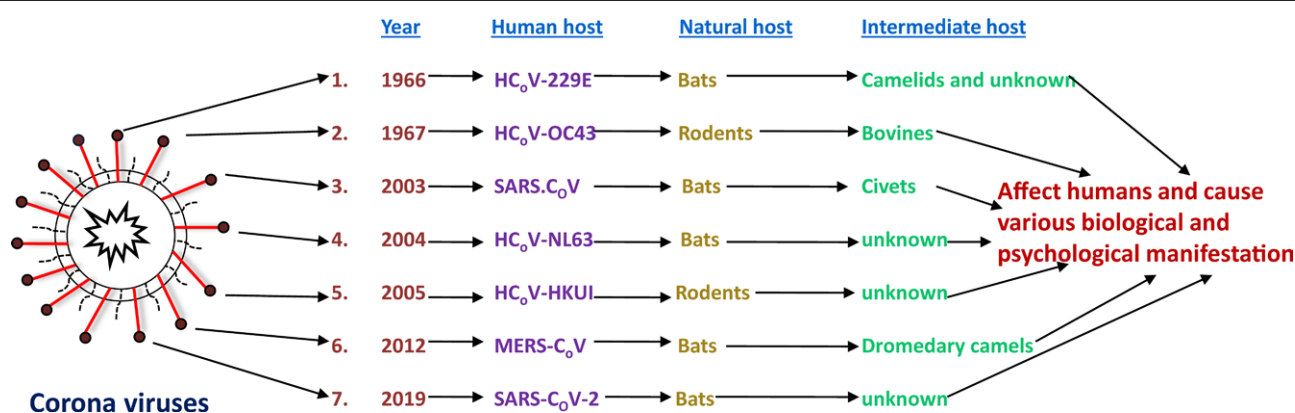 Year Human host Natural host Intermediate host
1. 1966 HCₒV-229E Bats Camelids and unknown
2. 1967 HCₒV-OC43 Rodents Bovines
3. 2003 SARS.CₒV Bats Civets
4. 2004 HCₒV-NL63 Bats unknown
5. 2005 HCₒV-HKUI Rodents unknown
6. 2012 MERS-CₒV Bats Dromedary camels
7. 2019 SARS-CₒV-2 Bats unknown
Affect humans and cause
various biological and
psychological manifestation
Corona viruses